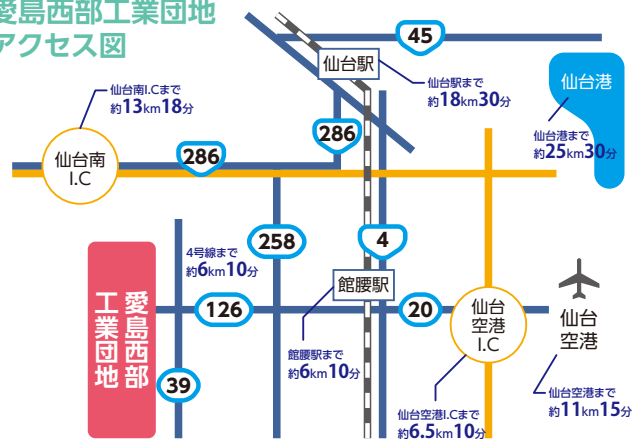 愛島西部工業団地
アクセス図
45
仙台駅
仙台駅まで
約18km30分
仙台港
仙台港まで
約25km30分
仙台南I.Cまで
約13km18分
仙台南
I.C
286
286
258
4
4号線まで
約6km10分
愛島西部
工業団地
126
館腰駅
20
仙台
空港
I.C
仙台
空港
館腰駅まで
約6km10分
39
仙台空港I.Cまで
約6.5km10分
仙台空港まで
約11km15分